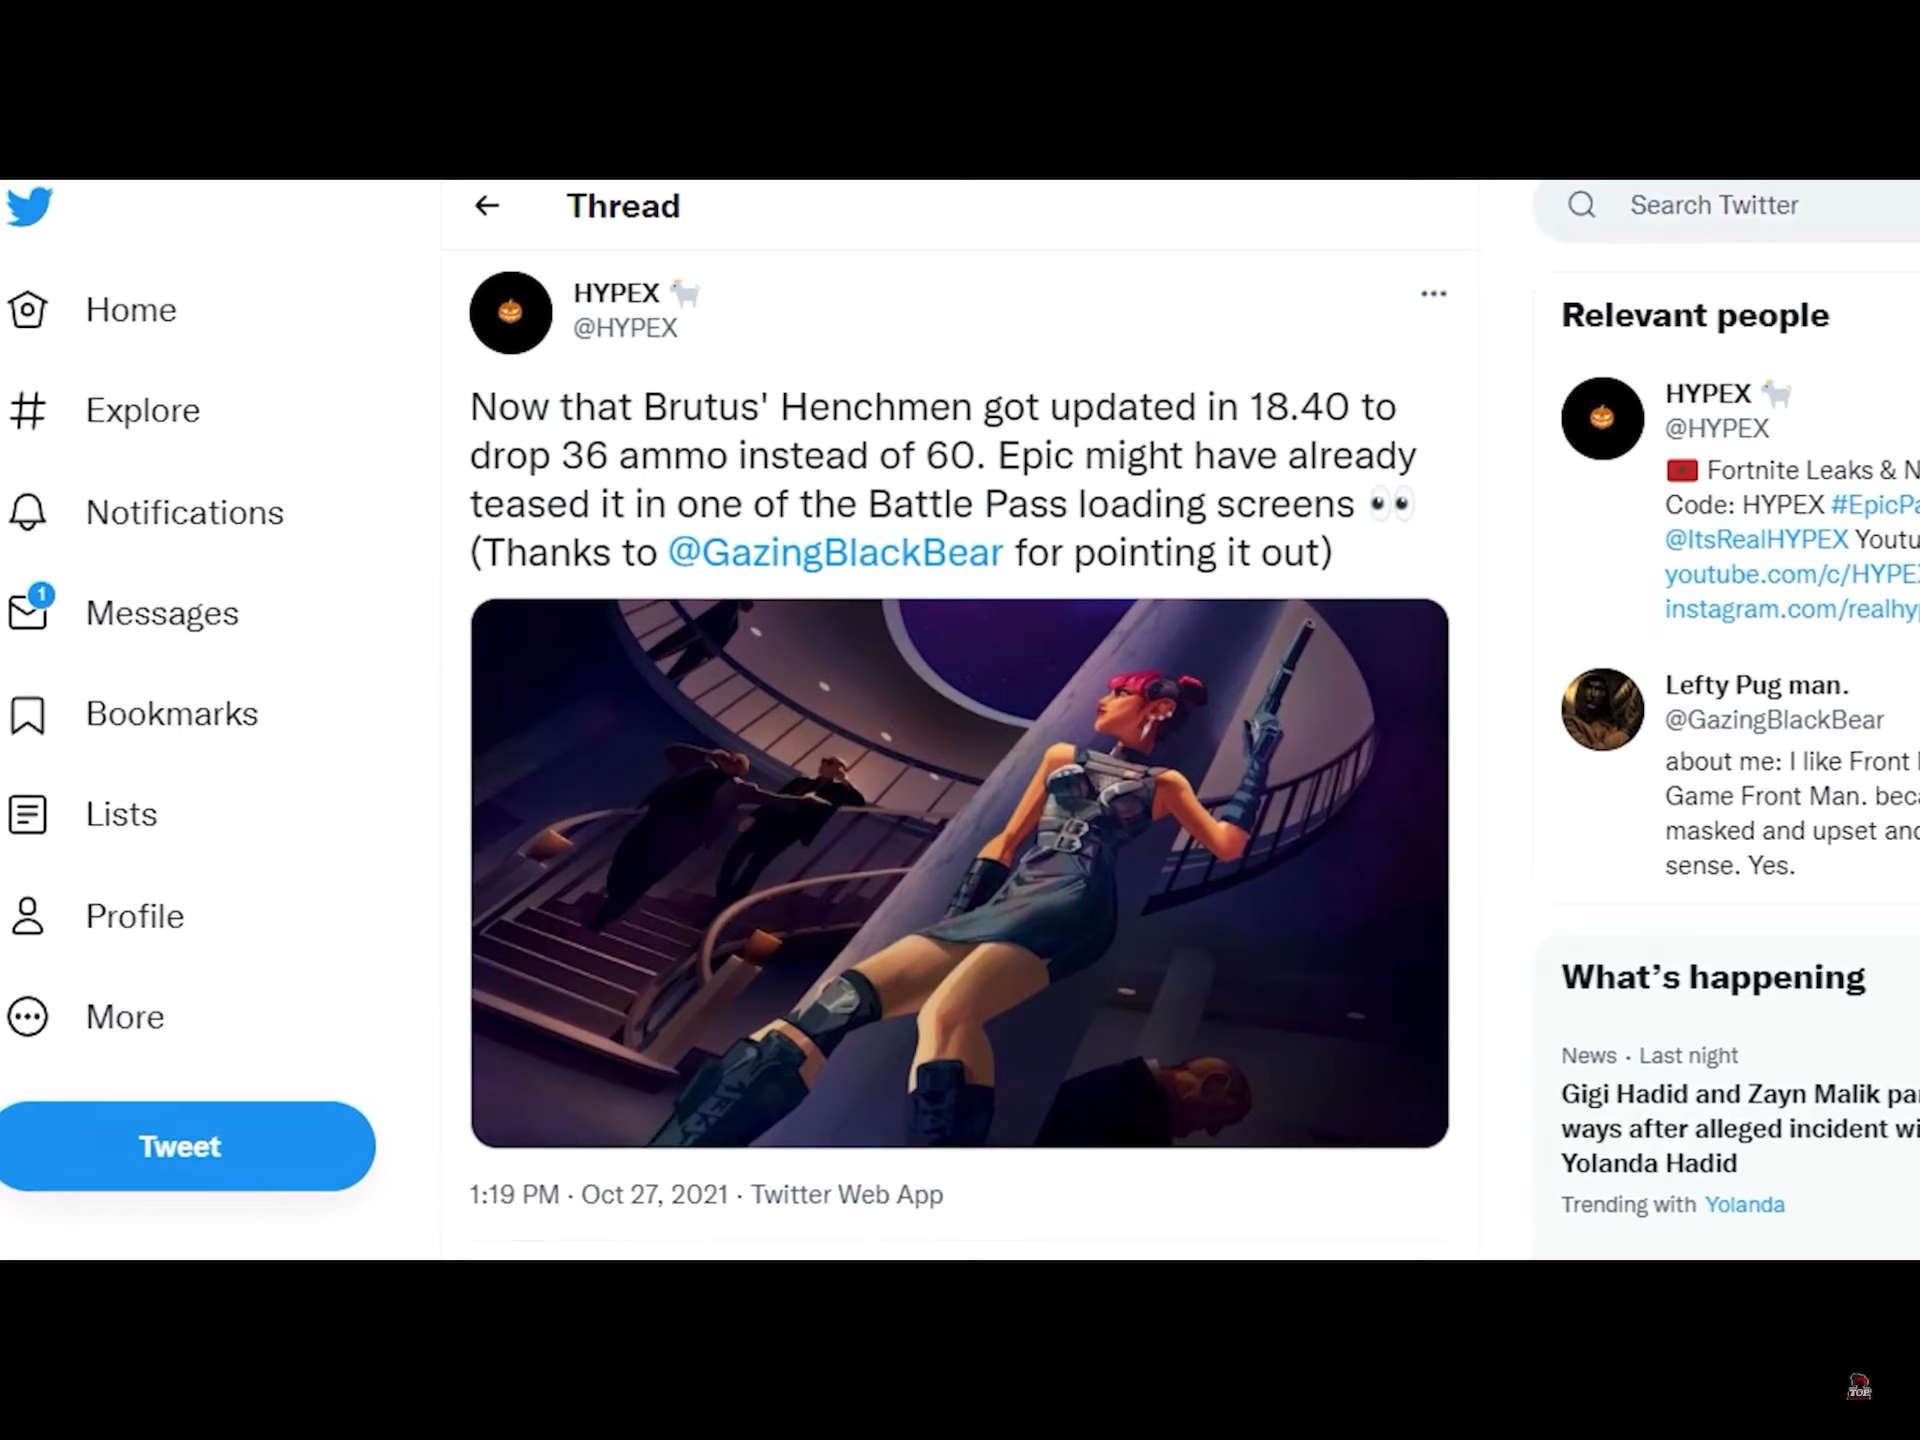 Thread
Search Twitter
Home
Explore
Notifications
1
Messages
Bookmarks
Lists
Profile
More
Tweet
HYPEX 🐐
@HYPEX
Now that Brutus' Henchmen got updated in 18.40 to
drop 36 ammo instead of 60. Epic might have already
teased it in one of the Battle Pass loading screens 👀
(Thanks to @GazingBlackBear for pointing it out)
1:19 PM · Oct 27, 2021 · Twitter Web App
Relevant people
HYPEX 🐐
@HYPEX
🇲🇦 Fortnite Leaks & N
Code: HYPEX #EpicPa
@ItsRealHYPEX Youtu
youtube.com/c/HYPEX
instagram.com/realhyp
Lefty Pug man.
@GazingBlackBear
about me: I like Front
Game Front Man. beca
masked and upset and
sense. Yes.
What's happening
News · Last night
Gigi Hadid and Zayn Malik par
ways after alleged incident wi
Yolanda Hadid
Trending with Yolanda
TOP